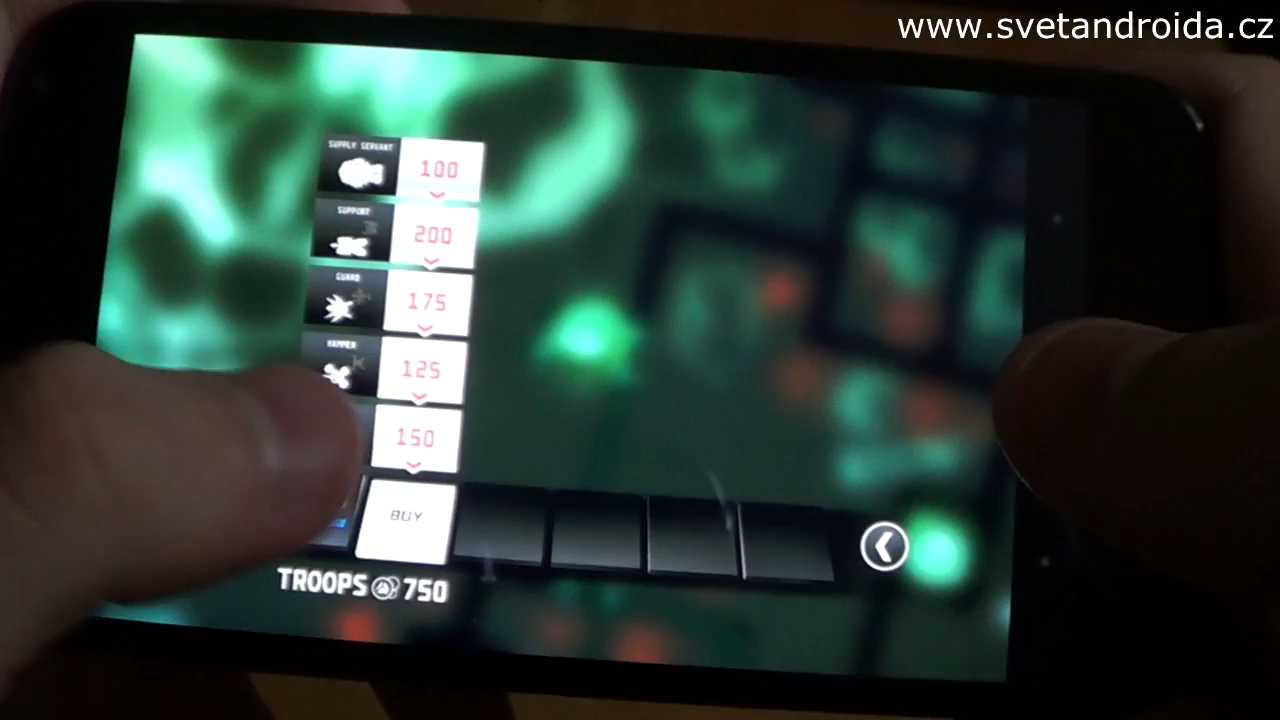 www.svetandroida.cz
SUPPLY SERVANT
100
SUPPORT
200
GUARD
175
HAMMER
125
150
BUY
TROOPS 750